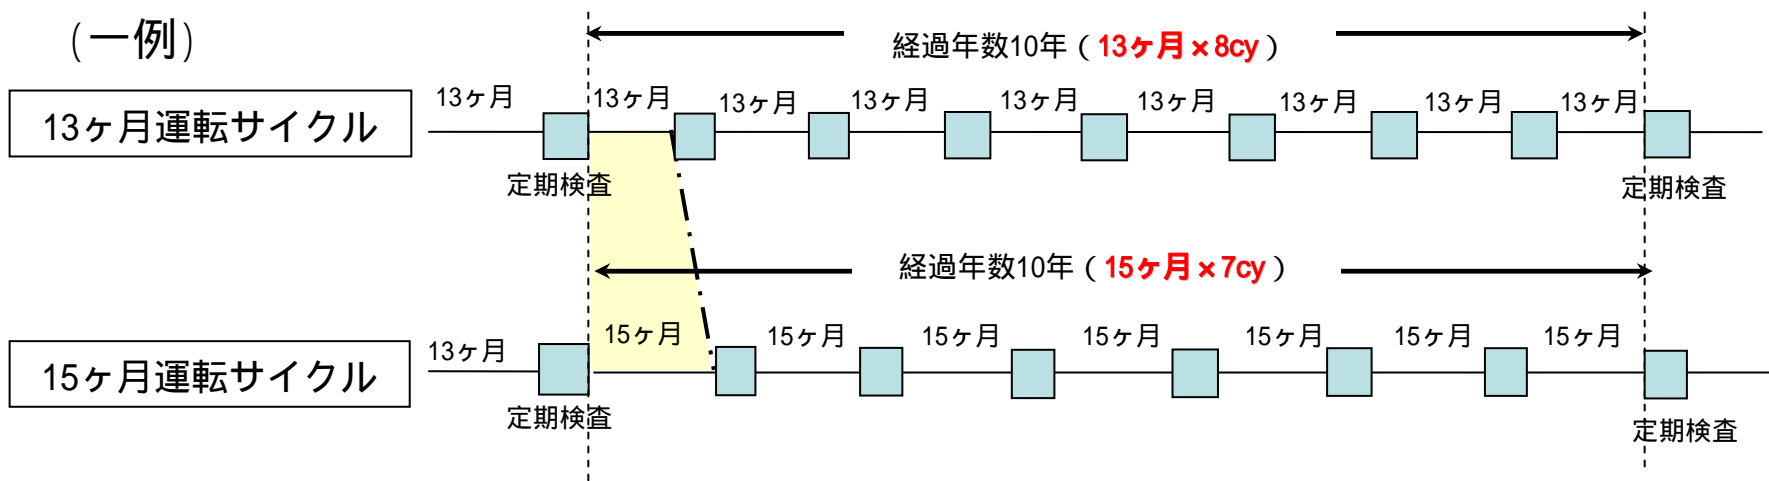 (一例)
経過年数10年（13ヶ月×8cy）
13ヶ月運転サイクル
13ヶ月 13ヶ月 13ヶ月 13ヶ月 13ヶ月 13ヶ月 13ヶ月 13ヶ月 13ヶ月
定期検査 定期検査
経過年数10年（15ヶ月×7cy）
15ヶ月運転サイクル
13ヶ月 15ヶ月 15ヶ月 15ヶ月 15ヶ月 15ヶ月 15ヶ月 15ヶ月
定期検査 定期検査